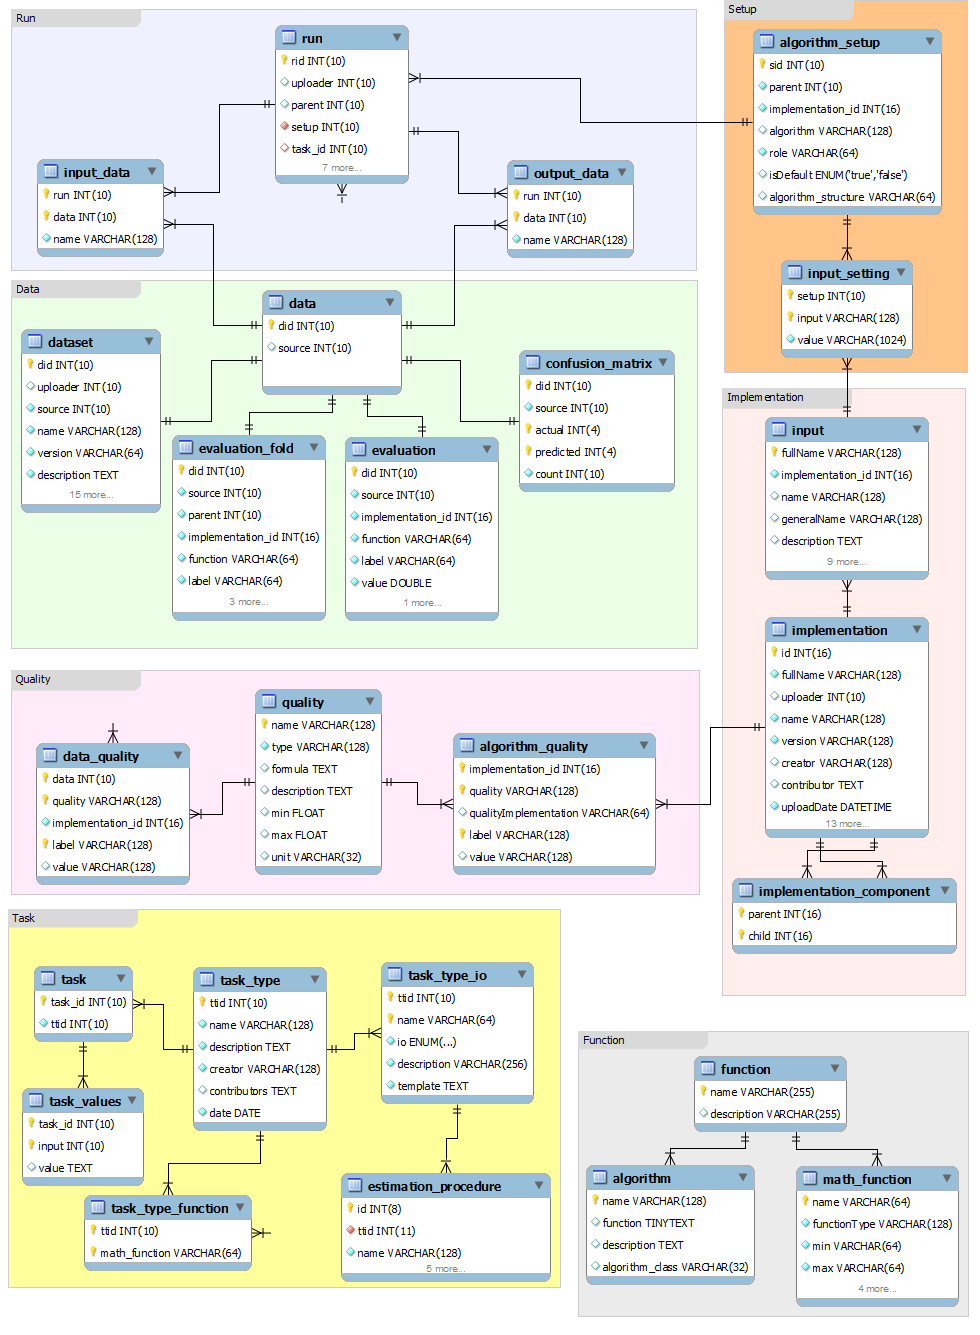 Run
run
rid INT(10)
uploader INT(10)
parent INT(10)
setup INT(10)
task_id INT(10)
7 more...
input_data
run INT(10)
data INT(10)
name VARCHAR(128)
output_data
run INT(10)
data INT(10)
name VARCHAR(128)
Setup
algorithm_setup
sid INT(10)
parent INT(10)
implementation_id INT(16)
algorithm VARCHAR(128)
role VARCHAR(64)
isDefault ENUM('true','false')
algorithm_structure VARCHAR(64)
input_setting
setup INT(10)
input VARCHAR(128)
value VARCHAR(1024)
Data
data
did INT(10)
source INT(10)
dataset
did INT(10)
uploader INT(10)
source INT(10)
name VARCHAR(128)
version VARCHAR(64)
description TEXT
15 more...
confusion_matrix
did INT(10)
source INT(10)
actual INT(4)
predicted INT(4)
count INT(10)
evaluation_fold
did INT(10)
source INT(10)
parent INT(10)
implementation_id INT(16)
function VARCHAR(64)
label VARCHAR(64)
3 more...
evaluation
did INT(10)
source INT(10)
implementation_id INT(16)
function VARCHAR(64)
label VARCHAR(64)
value DOUBLE
1 more...
Implementation
input
fullName VARCHAR(128)
implementation_id INT(16)
name VARCHAR(128)
generalName VARCHAR(128)
description TEXT
9 more...
implementation
id INT(16)
fullName VARCHAR(128)
uploader INT(10)
name VARCHAR(128)
version VARCHAR(128)
creator VARCHAR(128)
contributor TEXT
uploadDate DATETIME
13 more...
implementation_component
parent INT(16)
child INT(16)
Quality
data_quality
data INT(10)
quality VARCHAR(128)
implementation_id INT(16)
label VARCHAR(128)
value VARCHAR(128)
quality
name VARCHAR(128)
type VARCHAR(128)
formula TEXT
description TEXT
min FLOAT
max FLOAT
unit VARCHAR(32)
algorithm_quality
implementation_id INT(16)
quality VARCHAR(128)
qualityImplementation VARCHAR(64)
label VARCHAR(128)
value VARCHAR(128)
Task
task
task_id INT(10)
ttid INT(10)
task_type
ttid INT(10)
name VARCHAR(128)
description TEXT
creator VARCHAR(128)
contributors TEXT
date DATE
task_type_io
ttid INT(10)
name VARCHAR(64)
io ENUM(...)
description VARCHAR(256)
template TEXT
task_values
task_id INT(10)
input INT(10)
value TEXT
task_type_function
ttid INT(10)
math_function VARCHAR(64)
estimation_procedure
id INT(8)
ttid INT(11)
name VARCHAR(128)
5 more...
Function
function
name VARCHAR(255)
description VARCHAR(255)
algorithm
name VARCHAR(128)
function TINYTEXT
description TEXT
algorithm_class VARCHAR(32)
math_function
name VARCHAR(64)
functionType VARCHAR(128)
min VARCHAR(64)
max VARCHAR(64)
4 more...